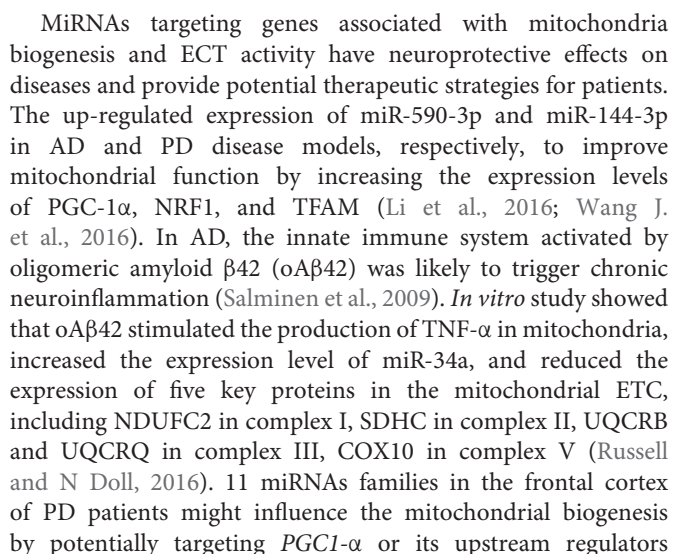 MiRNAs targeting genes associated with mitochondria
biogenesis and ECT activity have neuroprotective effects on
diseases and provide potential therapeutic strategies for patients.
The up-regulated expression of miR-590-3p and miR-144-3p
in AD and PD disease models, respectively, to improve
mitochondrial function by increasing the expression levels
of PGC-1α, NRF1, and TFAM (Li et al., 2016; Wang J.
et al., 2016). In AD, the innate immune system activated by
oligomeric amyloid β42 (oAβ42) was likely to trigger chronic
neuroinflammation (Salminen et al., 2009). In vitro study showed
that oAβ42 stimulated the production of TNF-α in mitochondria,
increased the expression level of miR-34a, and reduced the
expression of five key proteins in the mitochondrial ETC,
including NDUFC2 in complex I, SDHC in complex II, UQCRB
and UQCRQ in complex III, COX10 in complex V (Russell
and N Doll, 2016). 11 miRNAs families in the frontal cortex
of PD patients might influence the mitochondrial biogenesis
by potentially targeting PGC1-α or its upstream regulators